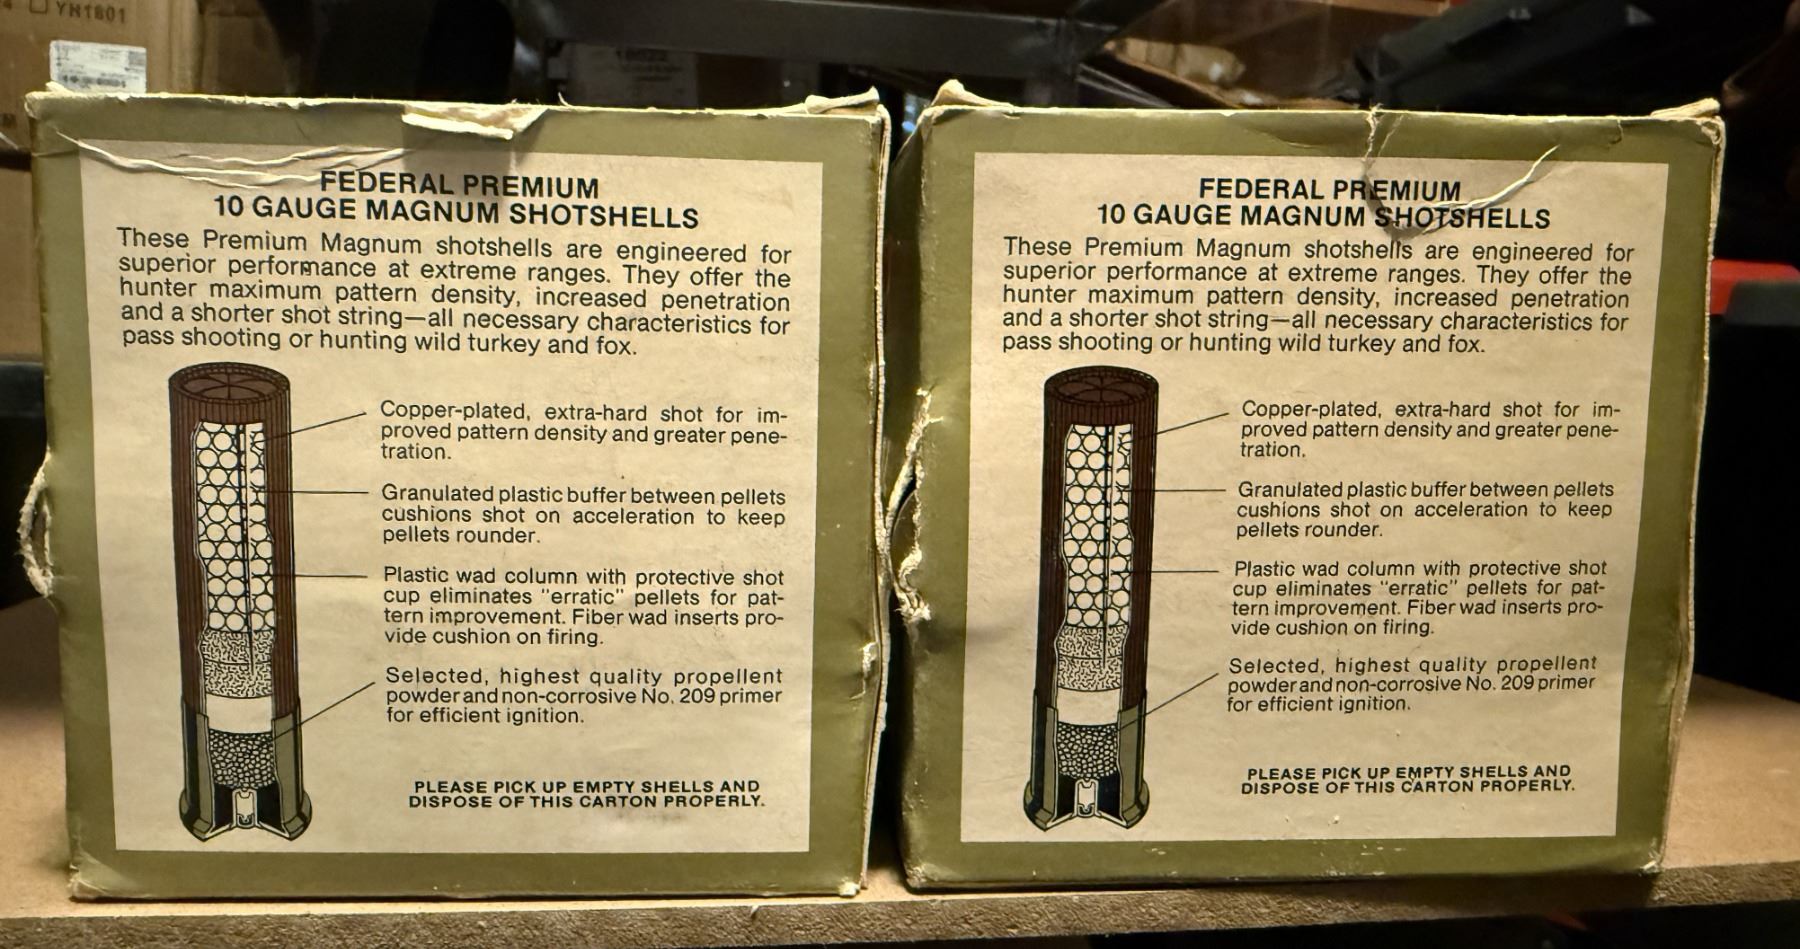 YH1801
FEDERAL PREMIUM
10 GAUGE MAGNUM SHOTSHELLS
These Premium Magnum shotshells are engineered for
superior performance at extreme ranges. They offer the
hunter maximum pattern density, increased penetration
and a shorter shot string—all necessary characteristics for
pass shooting or hunting wild turkey and fox.
Copper-plated, extra-hard shot for im-
proved pattern density and greater pene-
tration.
Granulated plastic buffer between pellets
cushions shot on acceleration to keep
pellets rounder.
Plastic wad column with protective shot
cup eliminates "erratic" pellets for pat-
tern improvement. Fiber wad inserts pro-
vide cushion on firing.
Selected, highest quality propellent
powder and non-corrosive No. 209 primer
for efficient ignition.
PLEASE PICK UP EMPTY SHELLS AND
DISPOSE OF THIS CARTON PROPERLY.
FEDERAL PREMIUM
10 GAUGE MAGNUM SHOTSHELLS
These Premium Magnum shotshells are engineered for
superior performance at extreme ranges. They offer the
hunter maximum pattern density, increased penetration
and a shorter shot string—all necessary characteristics for
pass shooting or hunting wild turkey and fox.
Copper-plated, extra-hard shot for im-
proved pattern density and greater pene-
tration.
Granulated plastic buffer between pellets
cushions shot on acceleration to keep
pellets rounder.
Plastic wad column with protective shot
cup eliminates "erratic" pellets for pat-
tern improvement. Fiber wad inserts pro-
vide cushion on firing.
Selected, highest quality propellent
powder and non-corrosive No. 209 primer
for efficient ignition.
PLEASE PICK UP EMPTY SHELLS AND
DISPOSE OF THIS CARTON PROPERLY.